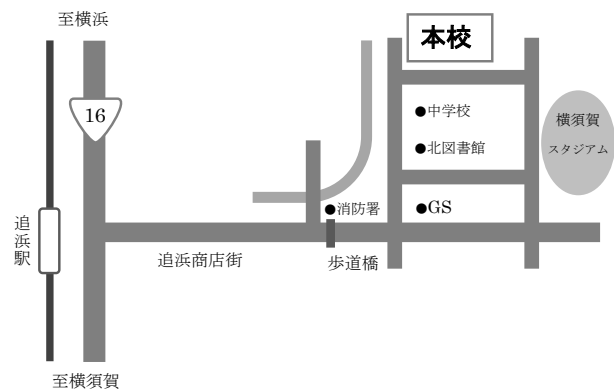 至横浜
本校
16
中学校
横須賀
スタジアム
北図書館
消防署
GS
追浜駅
追浜商店街
歩道橋
至横須賀